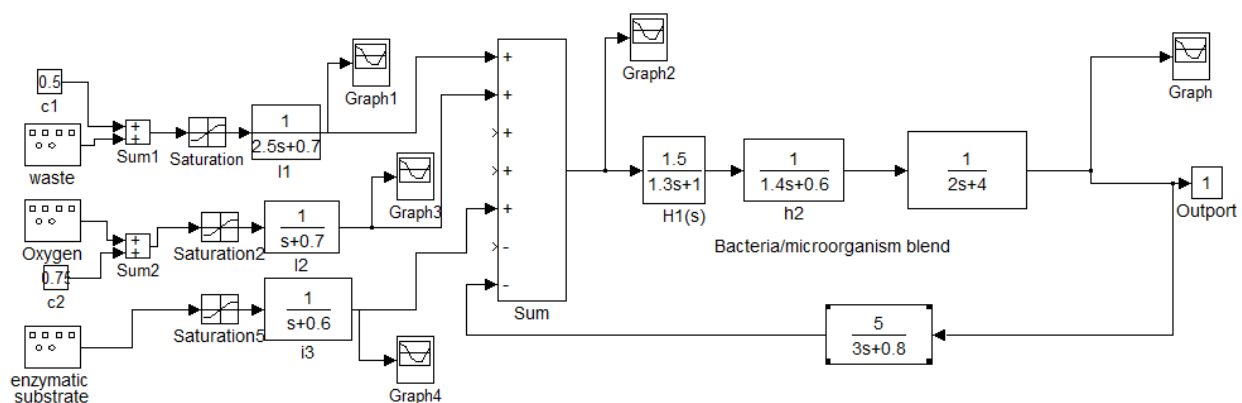 0.5
c1
waste
+
+
Sum1
Saturation
1
2.5s+0.7
I1
Graph1
Oxygen
0.75
c2
+
+
Sum2
Saturation2
1
s+0.7
I2
Graph3
enzymatic
substrate
Saturation5
1
s+0.6
i3
Graph4
+
+
+
+
+
-
-
Sum
Graph2
1.5
1.3s+1
H1(s)
1
1.4s+0.6
h2
1
2s+4
Graph
1
Outport
Bacteria/microorganism blend
5
3s+0.8